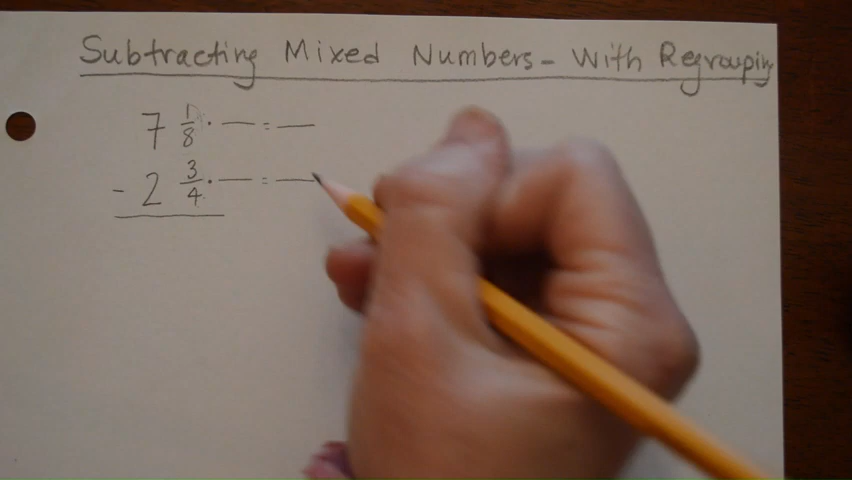 Subtracting Mixed Numbers - With Regrouping
7 1/8 · — = —
- 2 3/4 · — = —